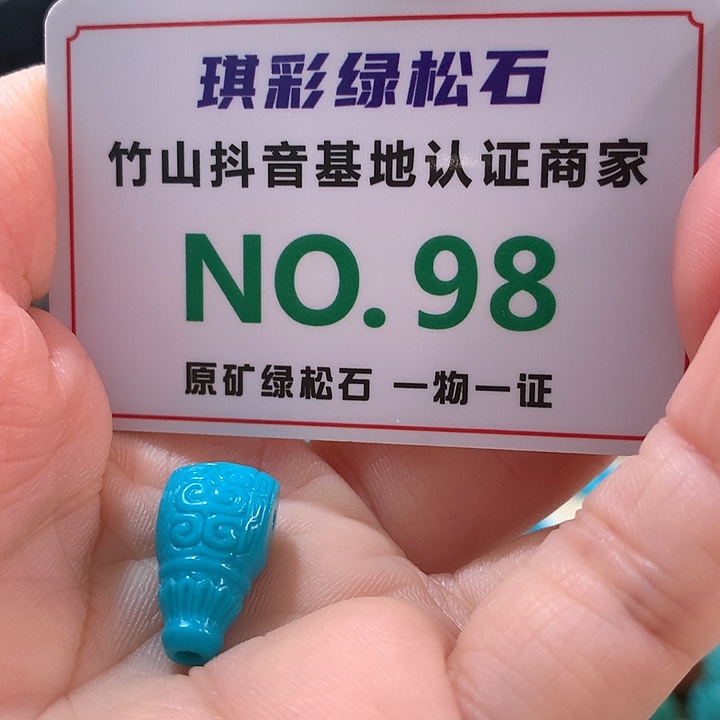 琪彩绿松石
竹山抖音基地认证商家
NO.98
原矿绿松石 一物一证